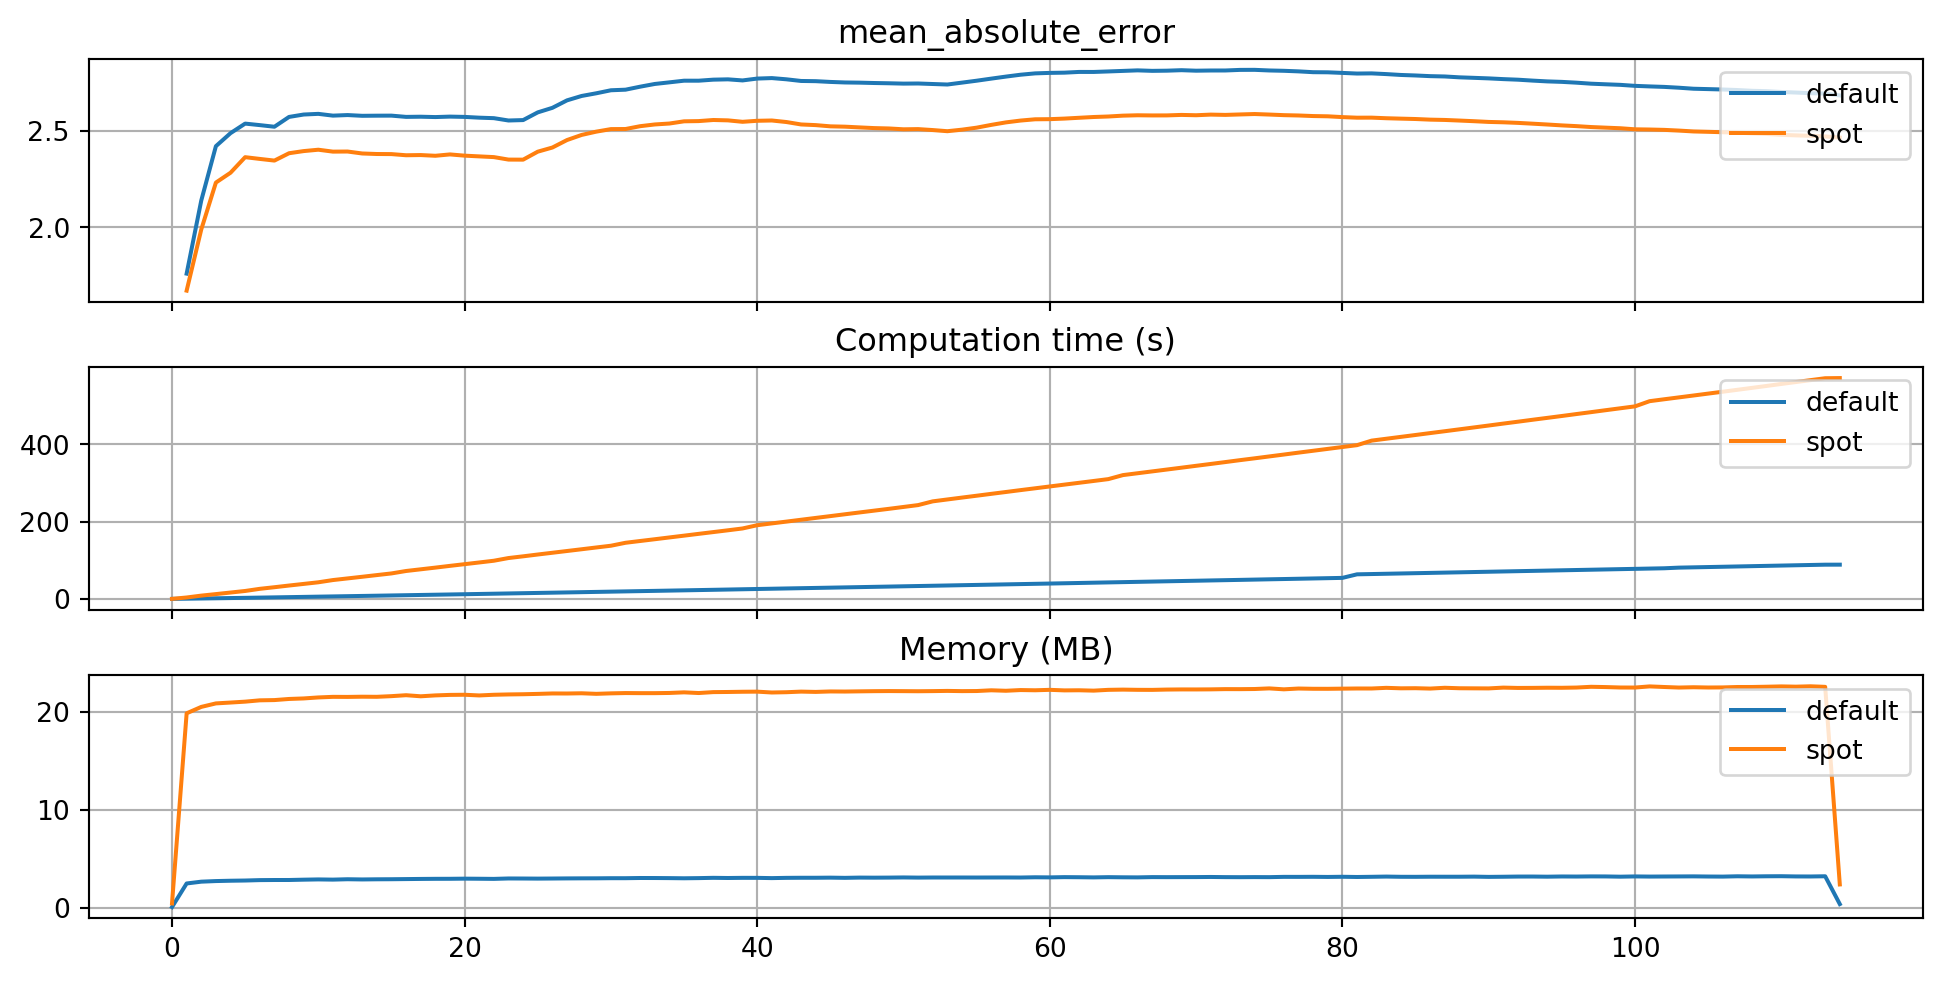 mean_absolute_error
2.5
2.0
default
spot
Computation time (s)
400
200
0
default
spot
Memory (MB)
20
10
0
default
spot
0 20 40 60 80 100